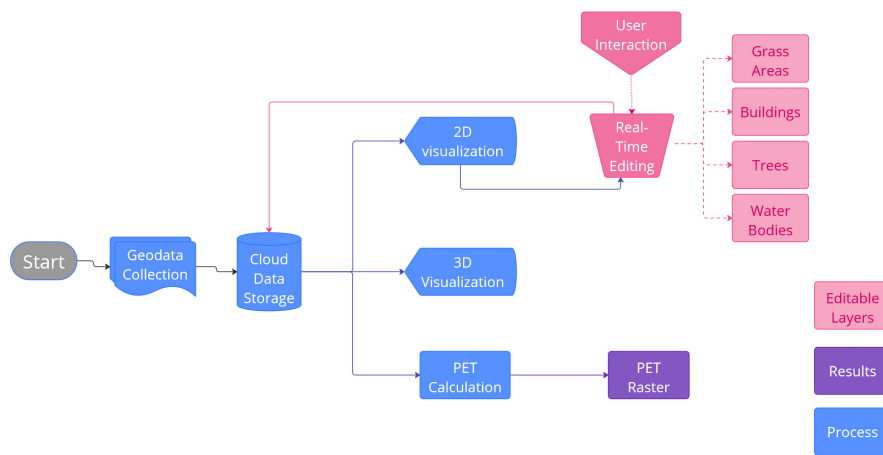 User
Interaction
Grass
Areas
2D
visualization
Real-
Time
Editing
Buildings
Trees
Water
Bodies
Start
Geodata
Collection
Cloud
Data
Storage
3D
Visualization
Editable
Layers
PET
Calculation
PET
Raster
Results
Process